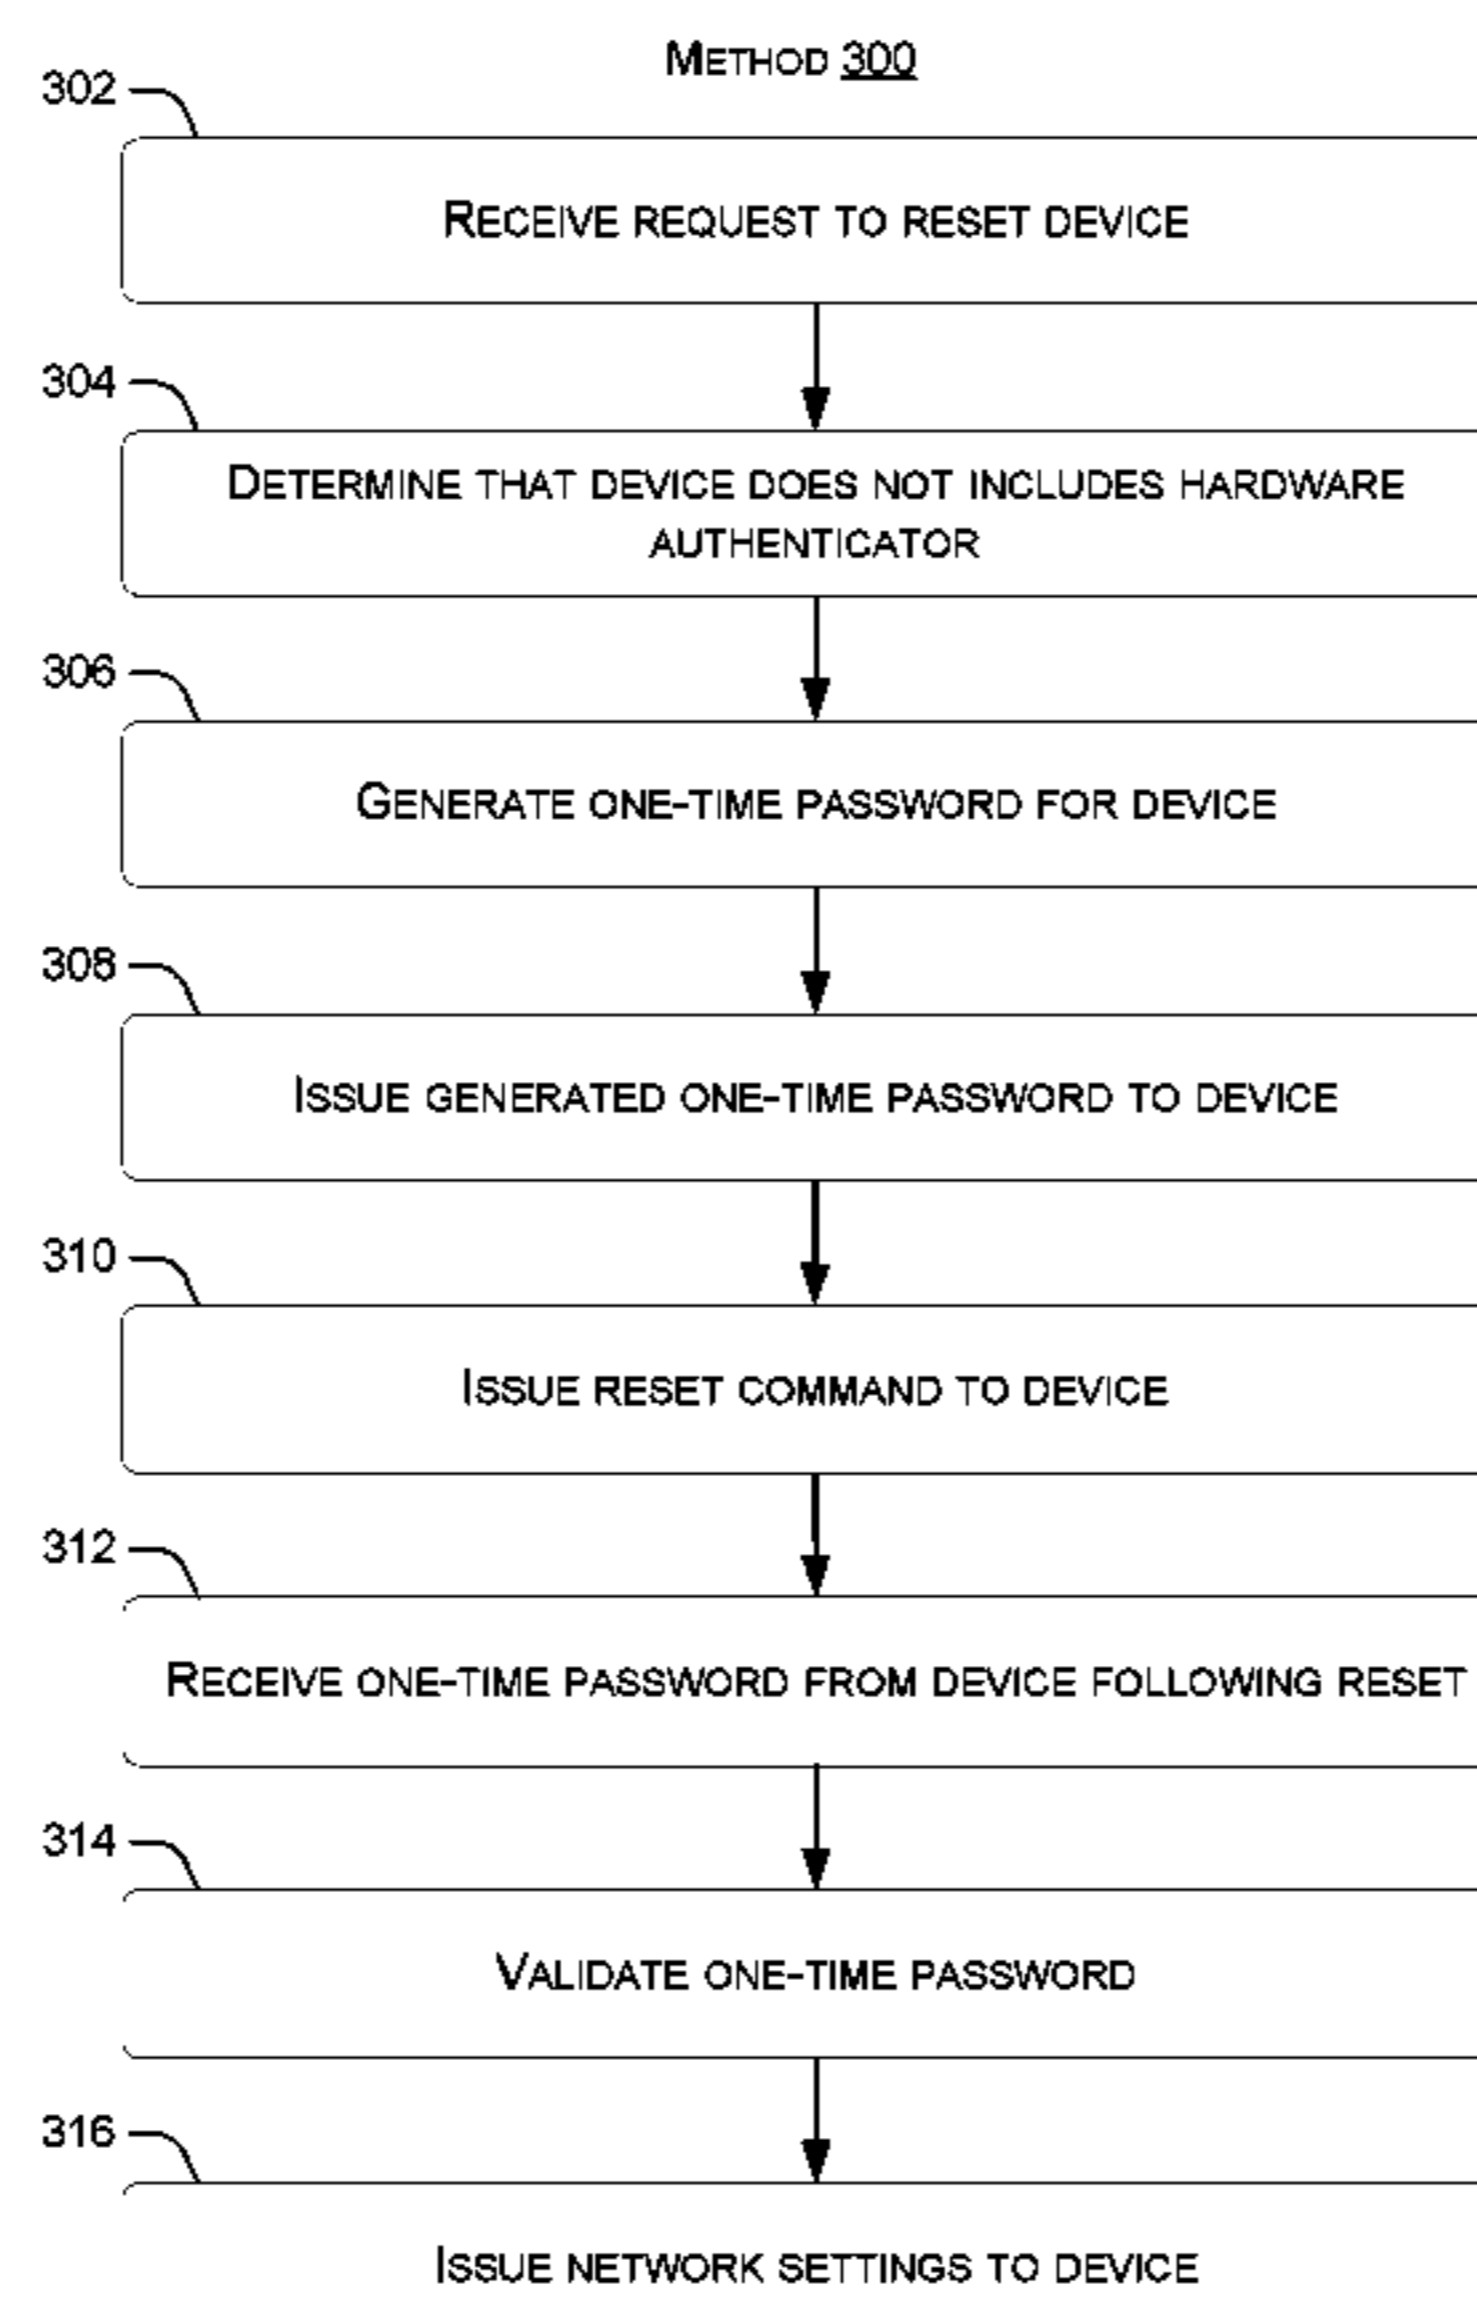 METHOD 300
302
RECEIVE REQUEST TO RESET DEVICE
304
DETERMINE THAT DEVICE DOES NOT INCLUDES HARDWARE
AUTHENTICATOR
306
GENERATE ONE-TIME PASSWORD FOR DEVICE
308
ISSUE GENERATED ONE-TIME PASSWORD TO DEVICE
310
ISSUE RESET COMMAND TO DEVICE
312
RECEIVE ONE-TIME PASSWORD FROM DEVICE FOLLOWING RESET
314
VALIDATE ONE-TIME PASSWORD
316
ISSUE NETWORK SETTINGS TO DEVICE